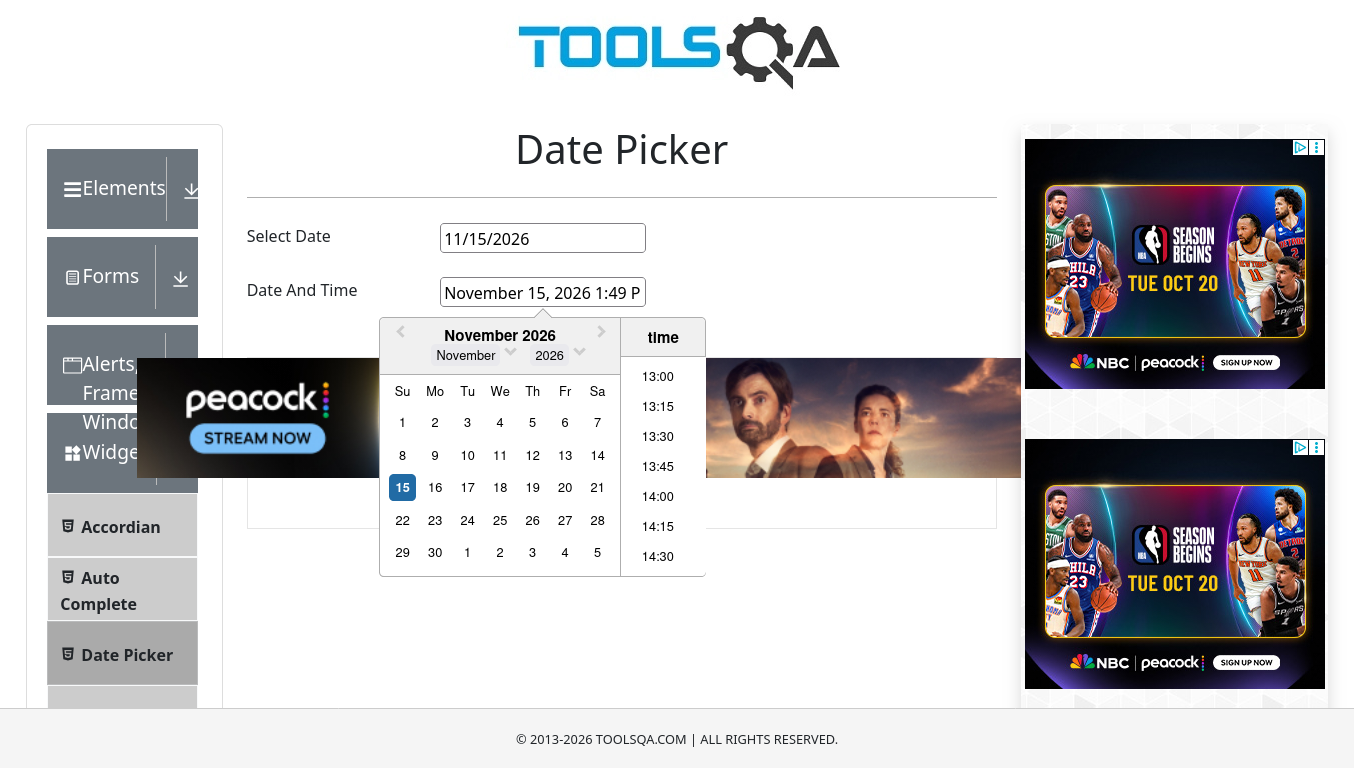 TOOLSQA
Date Picker
Elements
Forms
Alerts,
Frame
Windo
Widge
Accordian
Auto
Complete
Date Picker
Select Date
11/15/2026
Date And Time
November 15, 2026 1:49 P
November 2026
November 2026
Su Mo Tu We Th Fr Sa
1 2 3 4 5 6 7
8 9 10 11 12 13 14
15 16 17 18 19 20 21
22 23 24 25 26 27 28
29 30 1 2 3 4 5
time
13:00
13:15
13:30
13:45
14:00
14:15
14:30
peacock
STREAM NOW
NBA
SEASON
BEGINS
TUE OCT 20
PHILA
23
NBC | peacock
SIGN UP NOW
NBA
SEASON
BEGINS
TUE OCT 20
PHILA
23
NBC | peacock
SIGN UP NOW
© 2013-2026 TOOLSQA.COM | ALL RIGHTS RESERVED.